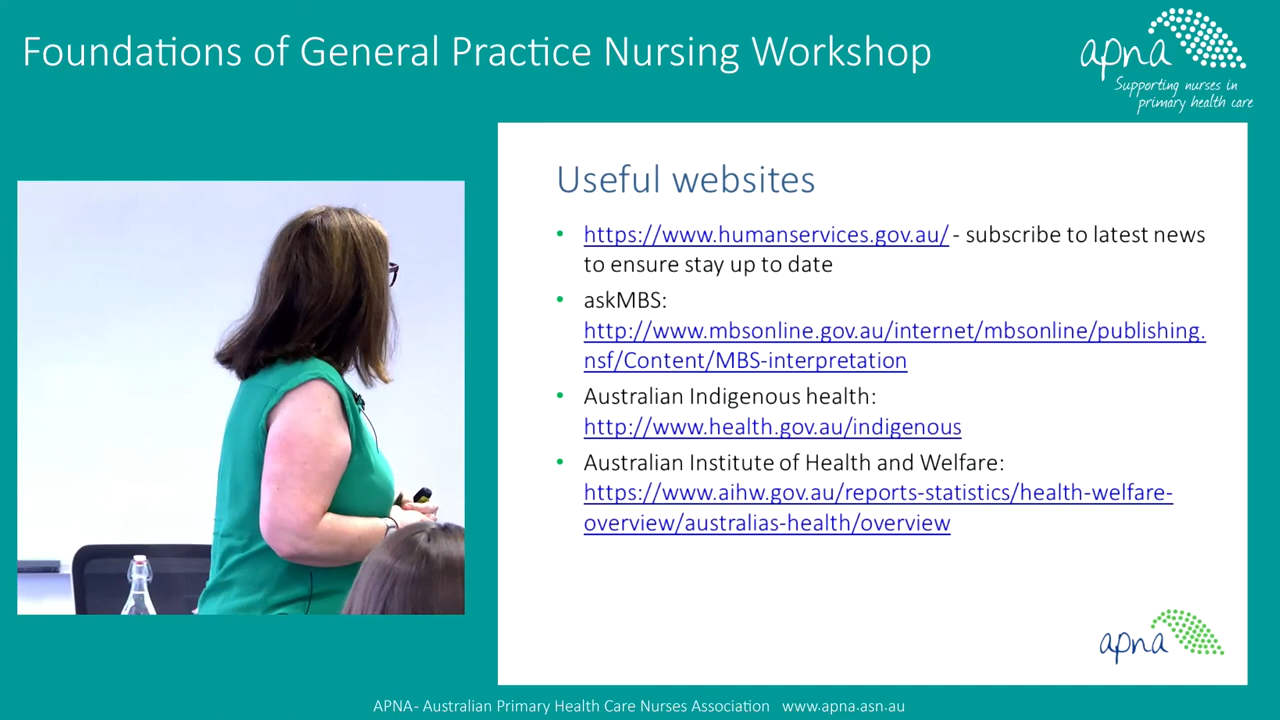 Foundations of General Practice Nursing Workshop
apna
Supporting nurses in
primary health care
Useful websites
• https://www.humanservices.gov.au/ - subscribe to latest news
to ensure stay up to date
• askMBS:
http://www.mbsonline.gov.au/internet/mbsonline/publishing.
nsf/Content/MBS-interpretation
• Australian Indigenous health:
http://www.health.gov.au/indigenous
• Australian Institute of Health and Welfare:
https://www.aihw.gov.au/reports-statistics/health-welfare-
overview/australias-health/overview
apna
APNA- Australian Primary Health Care Nurses Association www.apna.asn.au